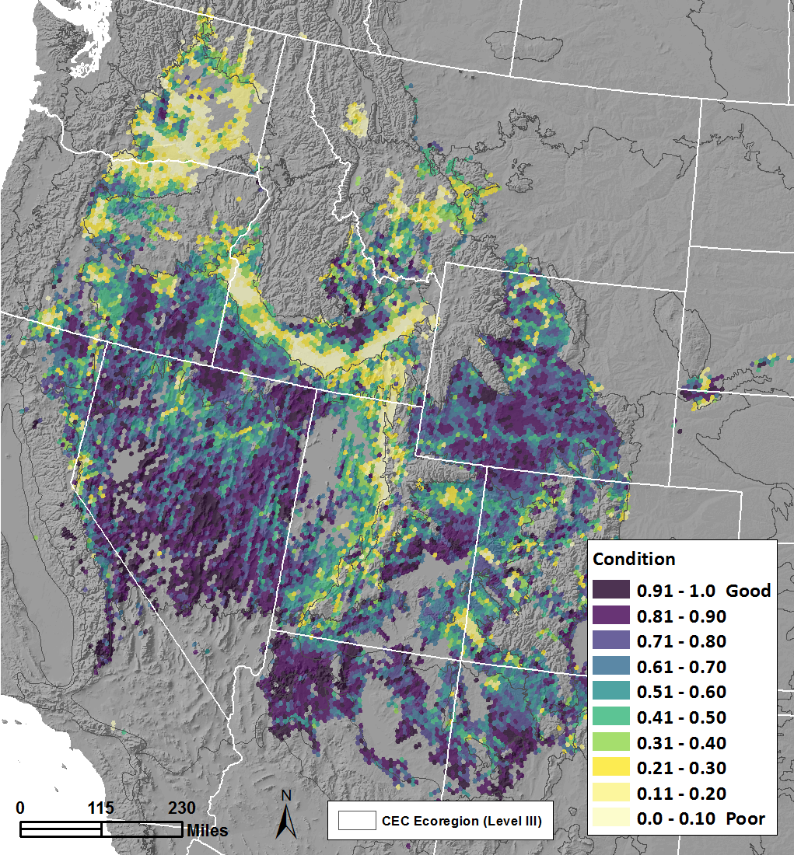 Condition
0.91 - 1.0 Good
0.81 - 0.90
0.71 - 0.80
0.61 - 0.70
0.51 - 0.60
0.41 - 0.50
0.31 - 0.40
0.21 - 0.30
0.11 - 0.20
0.0 - 0.10 Poor
0 115 230
Miles
N
CEC Ecoregion (Level III)